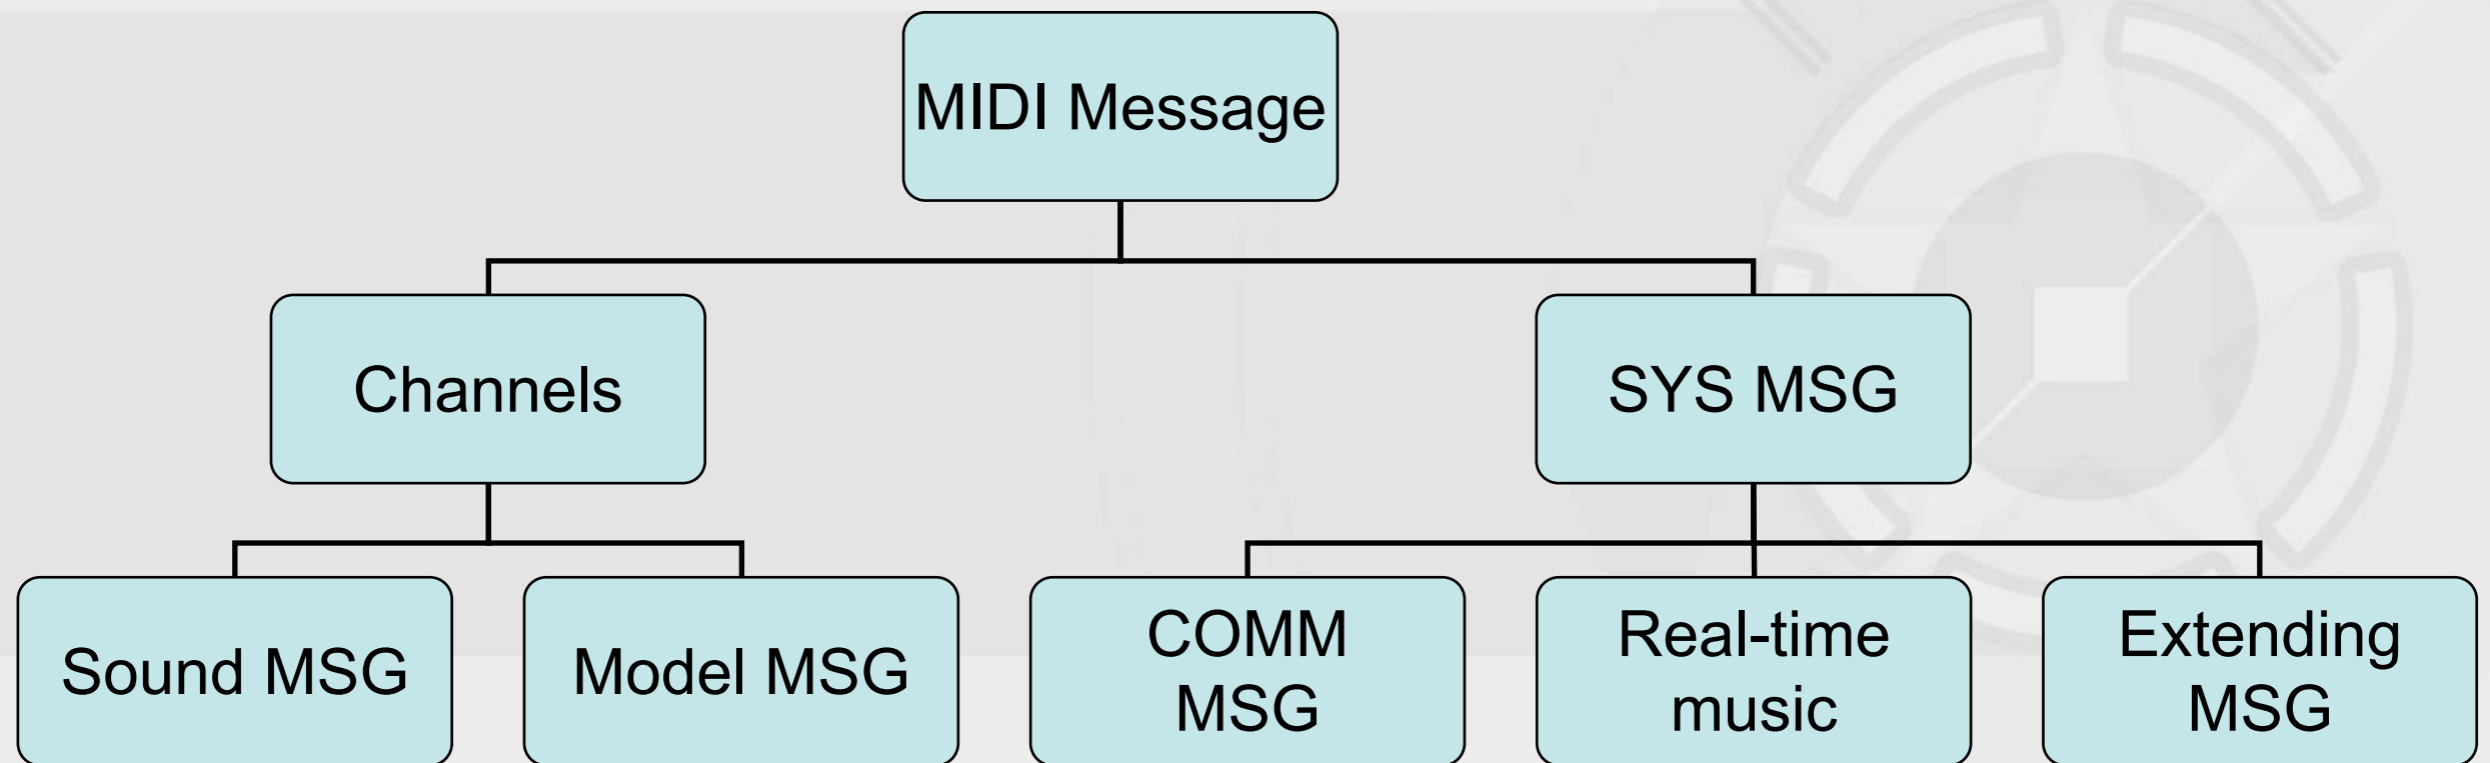 MIDI Message
Channels
SYS MSG
Sound MSG
Model MSG
COMM
MSG
Real-time
music
Extending
MSG